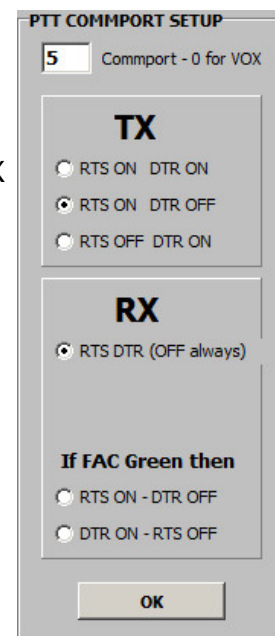 PTT COMMPORT SETUP
5 Commport - 0 for VOX
TX
X
RTS ON DTR ON
RTS ON DTR OFF
RTS OFF DTR ON
RX
RTS DTR (OFF always)
If FAC Green then
RTS ON - DTR OFF
DTR ON - RTS OFF
OK